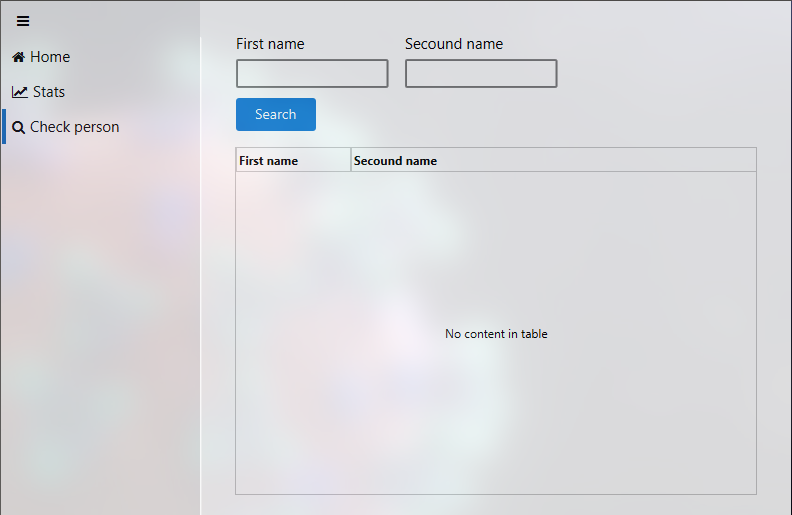 Home
Stats
Check person
First name Secound name
Search
First name Secound name
No content in table